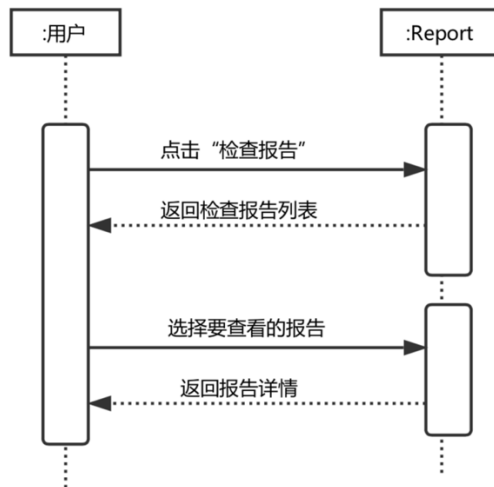 :用户
:Report
点击“检查报告”
返回检查报告列表
选择要查看的报告
返回报告详情